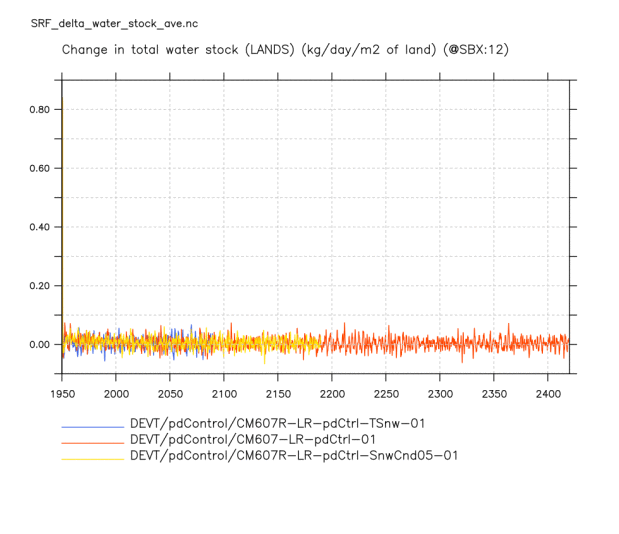 SRF_delta_water_stock_ave.nc
Change in total water stock (LANDS) (kg/day/m2 of land) (@SBX:12)
0.80
0.60
0.40
0.20
0.00
1950 2000 2050 2100 2150 2200 2250 2300 2350 2400
DEVT/pdControl/CM607R-LR-pdCtrl-TSnw-01
DEVT/pdControl/CM607-LR-pdCtrl-01
DEVT/pdControl/CM607R-LR-pdCtrl-SnwCnd05-01